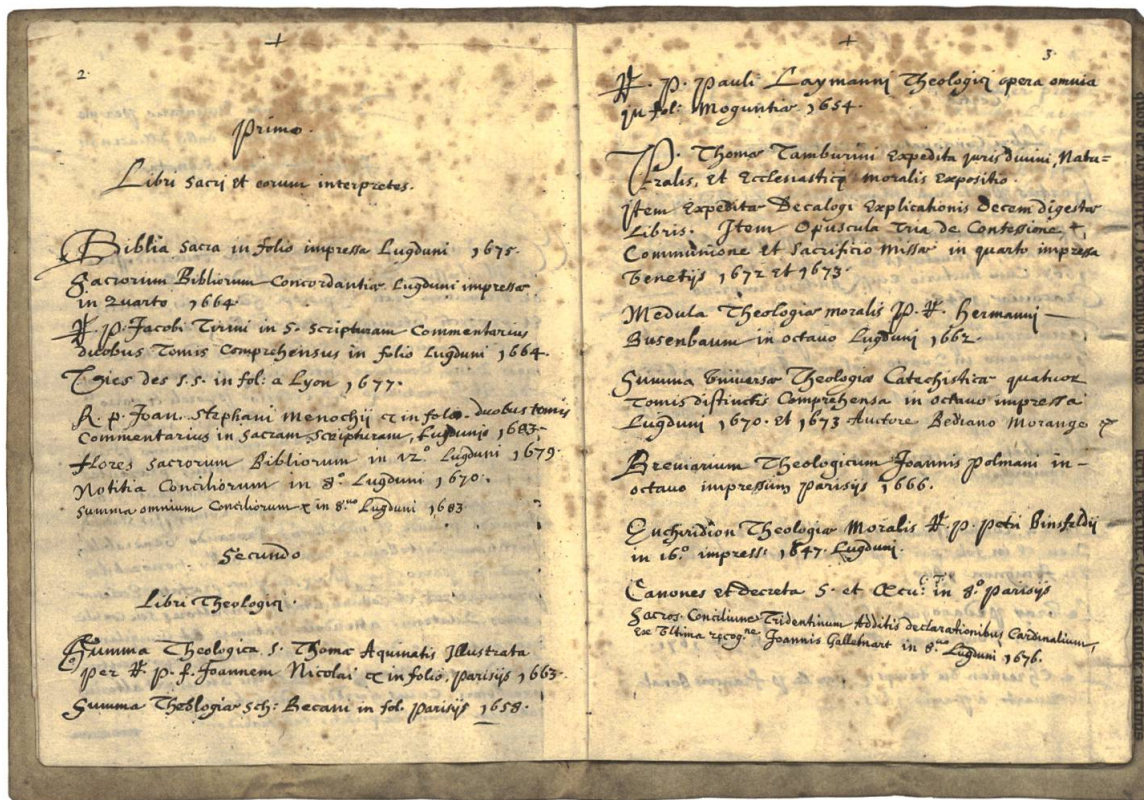 2.
Primo.
Libri Sacri et eorum interpretes.
Biblia Sacra in folio impressa Lugduni 1675.
Sacrorum Bibliorum Concordantiæ Lugduni impressæ
in Quarto 1664.
R. P. Jacobi Tirini in S. Scripturam Commentarius
duobus Tomis Comprehensus in folio Lugduni 1664.
Vies des S.S. in fol: a Lyon 1677.
R. P. Joan. Stephani Menochij & in folo. duobus tomis
Commentarius in Sacram Scripturam, Lugdunio 1683.
flores Sacrorum Bibliorum in 12.º Lugduni 1679.
Notitia Conciliorum in 8.º Lugduni 1670.
Summa omnium Conciliorum & in 8.uo Lugduni 1683
Secundo
Libri Theologici.
Summa Theologica S. Thomæ Aquinatis Illustrata
per R. P. f. Joannem Nicolai & in folio, Parisijs 1663.
Summa Theologiæ Sch: Becani in fol. Parisijs 1658.
3.
R. P. Pauli Laymanni Theologici opera omnia
in fol: Moguntiæ 1654.
R. P. Thomæ Tamburini Expedita juris divini, Natu=
ralis, et Ecclesiastici moralis Expositio.
Item Expedita Decalogi Explicationis decem digesta
Libris. Item Opuscula tria de Confessione,
Communione et Sacrificio Missæ in quarto impressa
Venetijs 1672 et 1673.
Medula Theologiæ moralis P. R. Hermanni —
Busenbaum in octavo Lugduni 1662.
Summa Universæ Theologiæ Catechisticæ quatuor
Tomis distinctis Comprehensa in octavo impressa
Lugduni 1670. et 1673 Auctore Bediano Morange
Breviarium Theologicum Joannis Polmani in-
octavo impressum Parisijs 1666.
Enchiridion Theologiæ Moralis R. P. Petri Binsfeldij
in 16.º impress: 1647. Lugduni.
Canones et decreta S. et Œcu: C. T. in 8.º Parisijs
Sacros. Concilium Tridentinum Additis declarationibus Cardinalium,
Ex Ultima recog.ne Joannis Gallemart in 8.uo Lugduni 1676.